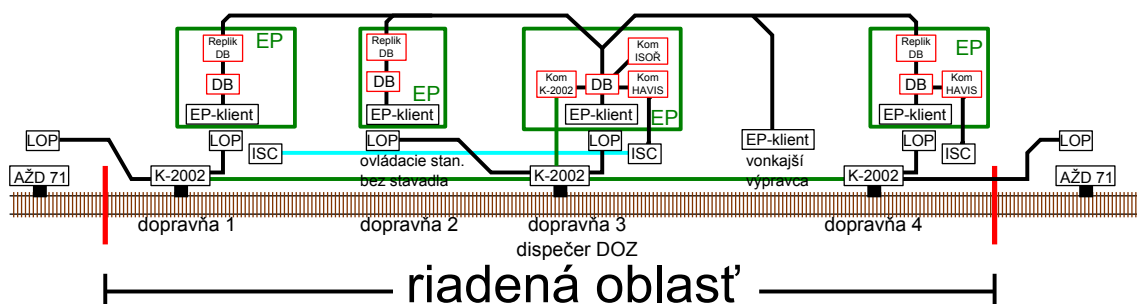 Replik
DB
EP
DB
EP-klient
Replik
DB
DB
EP
EP-klient
Kom
ISOŘ
Kom
K-2002
DB
Kom
HAVIS
EP-klient
EP
Replik
DB
EP
DB
Kom
HAVIS
EP-klient
LOP
LOP
ISC
LOP
ovládacie stan.
bez stavadla
LOP
ISC
EP-klient
vonkajší
výpravca
LOP
ISC
LOP
AŽD 71
K-2002
K-2002
K-2002
AŽD 71
dopravňa 1
dopravňa 2
dopravňa 3
dispečer DOZ
dopravňa 4
riadená oblasť